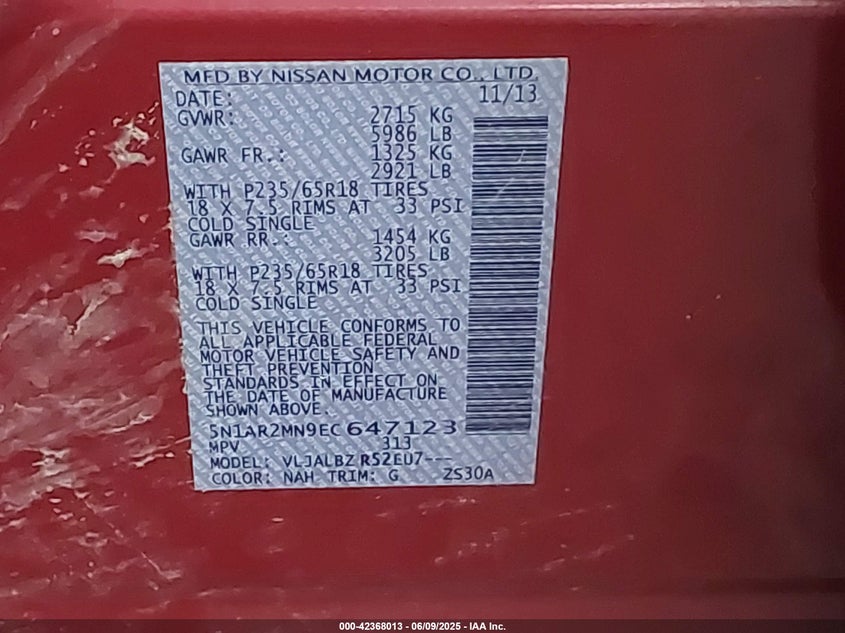 MFD BY NISSAN MOTOR CO., LTD.
DATE: 11/13
GVWR: 2715 KG
5986 LB
GAWR FR.: 1325 KG
2921 LB
WITH P235/65R18 TIRES
18 X 7.5 RIMS AT 33 PSI
COLD SINGLE
GAWR RR.: 1454 KG
3205 LB
WITH P235/65R18 TIRES
18 X 7.5 RIMS AT 33 PSI
COLD SINGLE
THIS VEHICLE CONFORMS TO
ALL APPLICABLE FEDERAL
MOTOR VEHICLE SAFETY AND
THEFT PREVENTION
STANDARDS IN EFFECT ON
THE DATE OF MANUFACTURE
SHOWN ABOVE.
5N1AR2MN9EC647123
MPV 313
MODEL: VLJALBZ R52EU7---
COLOR: NAH TRIM: G ZS30A
000-42368013 - 06/09/2025 - IAA Inc.